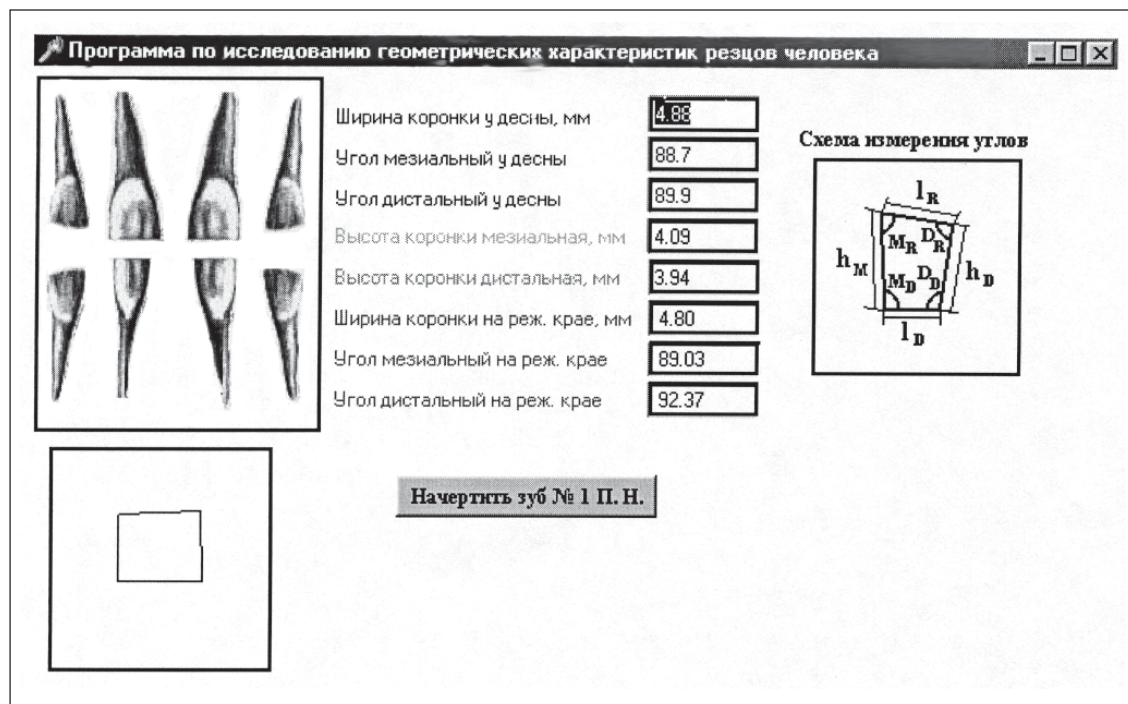 Программа по исследованию геометрических характеристик резцов человека
Ширина коронки у десны, мм 4.88
Угол мезиальный у десны 88.7
Угол дистальный у десны 89.9
Высота коронки мезиальная, мм 4.09
Высота коронки дистальная, мм 3.94
Ширина коронки на реж. крае, мм 4.80
Угол мезиальный на реж. крае 89.03
Угол дистальный на реж. крае 92.37
Схема измерения углов
l R
M R D R
h M h D
M D D D
l D
Начертить зуб № 1 П. Н.